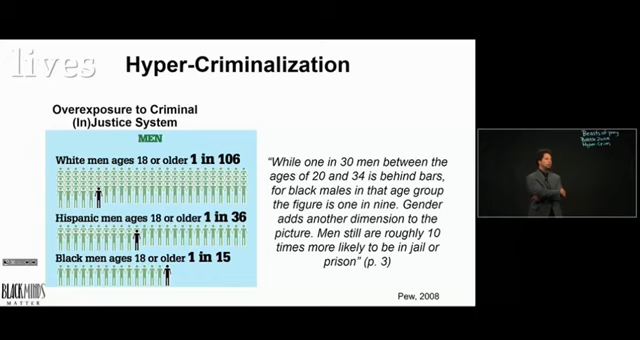 lives
Hyper-Criminalization
Overexposure to Criminal
(In)Justice System
MEN
White men ages 18 or older 1 in 106
Hispanic men ages 18 or older 1 in 36
Black men ages 18 or older 1 in 15
“While one in 30 men between the
ages of 20 and 34 is behind bars,
for black males in that age group
the figure is one in nine. Gender
adds another dimension to the
picture. Men still are roughly 10
times more likely to be in jail or
prison” (p. 3)
Pew, 2008
BLACKMINDS
MATTER
Beasts of prey
Hyper Crim